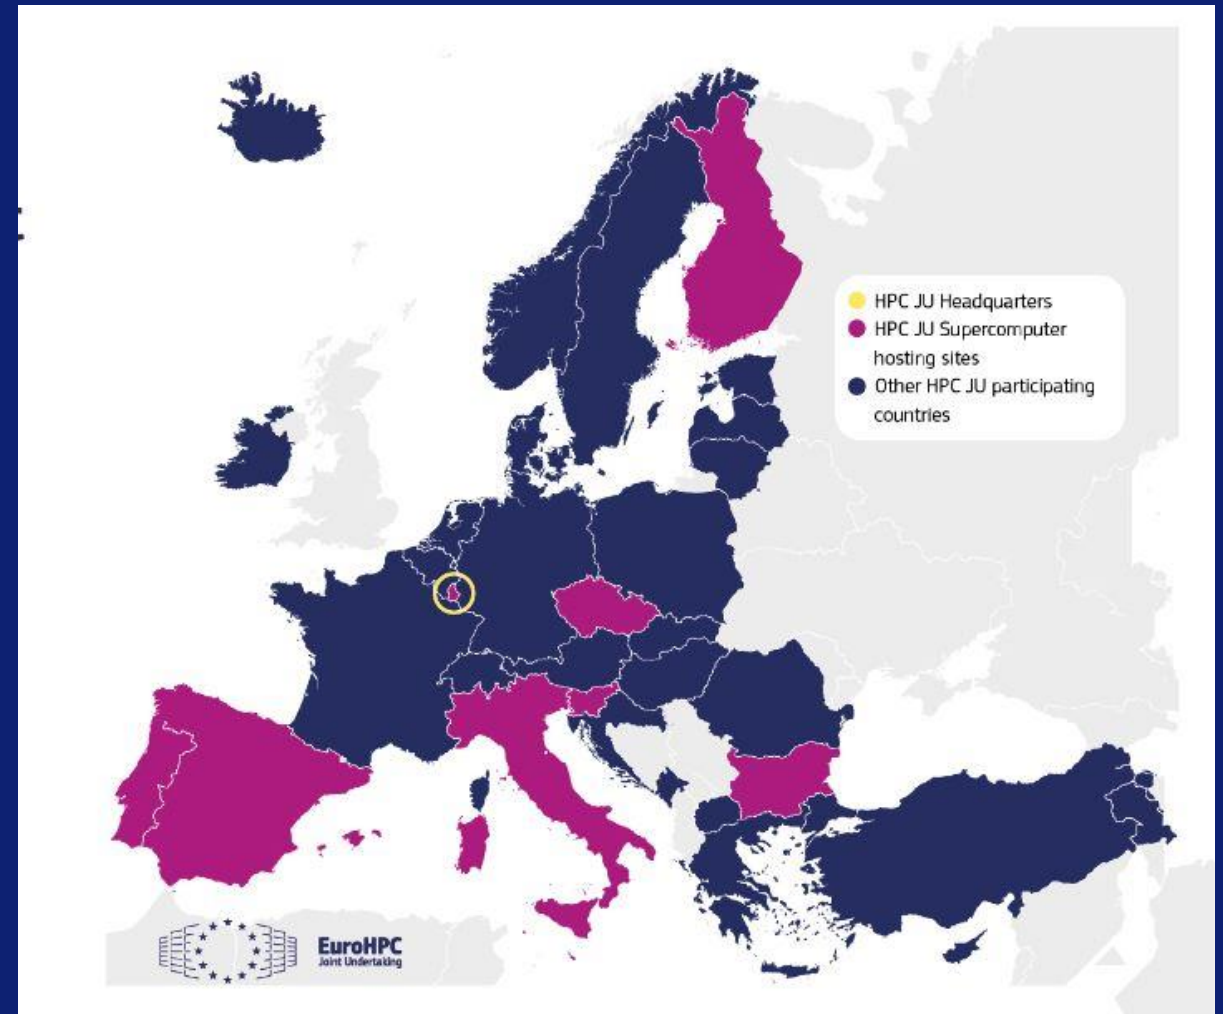 HPC JU Headquarters
HPC JU Supercomputer
hosting sites
Other HPC JU participating
countries
EuroHPC
Joint Undertaking